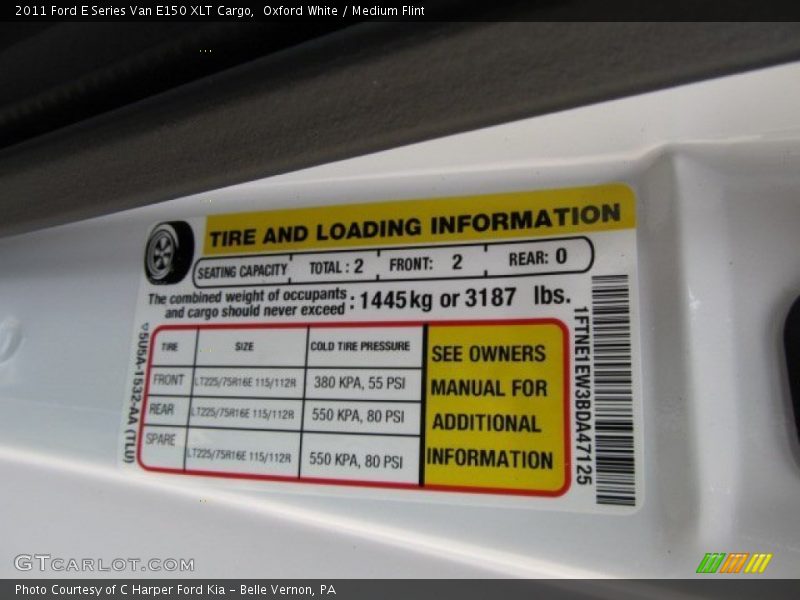 2011 Ford E Series Van E150 XLT Cargo,  Oxford White / Medium Flint
TIRE AND LOADING INFORMATION
SEATING CAPACITY TOTAL : 2 FRONT: 2 REAR: 0
The combined weight of occupants and cargo should never exceed : 1445kg or 3187 lbs.
TIRE SIZE COLD TIRE PRESSURE
FRONT LT225/75R16E 115/112R 380 KPA, 55 PSI
REAR LT225/75R16E 115/112R 550 KPA, 80 PSI
SPARE LT225/75R16E 115/112R 550 KPA, 80 PSI
SEE OWNERS
MANUAL FOR
ADDITIONAL
INFORMATION
5U5A-1532-AA (TLU)
1FTNE1EW3BDA47125
GTCARLOT.COM
Photo Courtesy of C Harper Ford Kia - Belle Vernon, PA